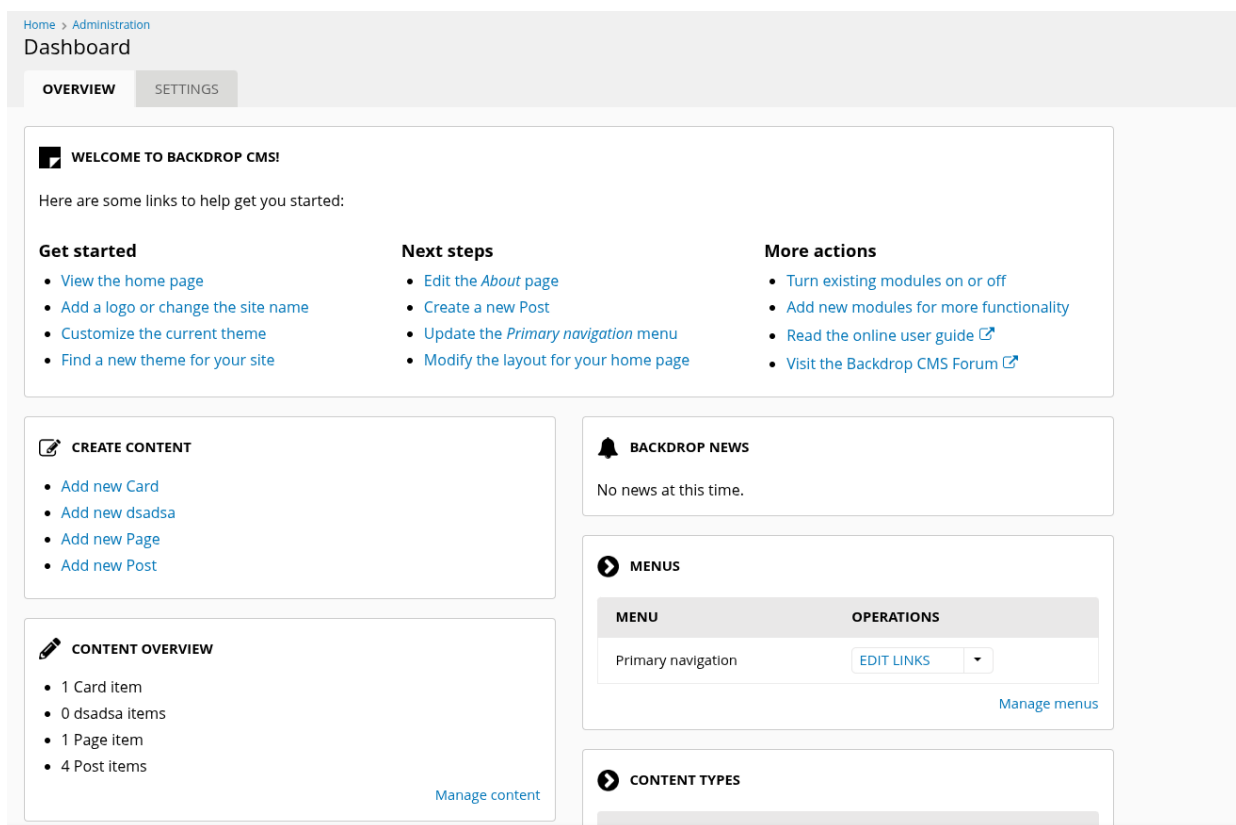 Home > Administration
Dashboard
OVERVIEW SETTINGS
WELCOME TO BACKDROP CMS!
Here are some links to help get you started:
Get started
View the home page
Add a logo or change the site name
Customize the current theme
Find a new theme for your site
Next steps
Edit the About page
Create a new Post
Update the Primary navigation menu
Modify the layout for your home page
More actions
Turn existing modules on or off
Add new modules for more functionality
Read the online user guide
Visit the Backdrop CMS Forum
CREATE CONTENT
Add new Card
Add new dsadsa
Add new Page
Add new Post
CONTENT OVERVIEW
1 Card item
0 dsadsa items
1 Page item
4 Post items
Manage content
BACKDROP NEWS
No news at this time.
MENUS
MENU OPERATIONS
Primary navigation EDIT LINKS
Manage menus
CONTENT TYPES